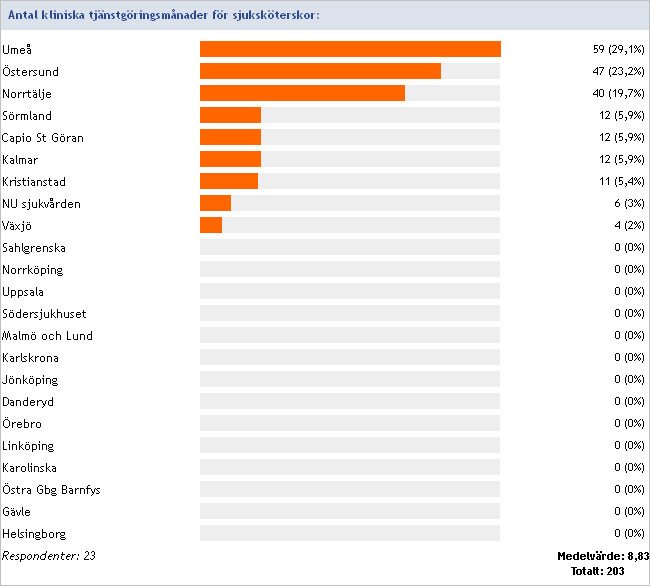 Antal kliniska tjänstgöringsmånader för sjuksköterskor:
Umeå 59 (29,1%)
Östersund 47 (23,2%)
Norrtälje 40 (19,7%)
Sörmland 12 (5,9%)
Capio St Göran 12 (5,9%)
Kalmar 12 (5,9%)
Kristianstad 11 (5,4%)
NU sjukvården 6 (3%)
Växjö 4 (2%)
Sahlgrenska 0 (0%)
Norrköping 0 (0%)
Uppsala 0 (0%)
Södersjukhuset 0 (0%)
Malmö och Lund 0 (0%)
Karlskrona 0 (0%)
Jönköping 0 (0%)
Danderyd 0 (0%)
Örebro 0 (0%)
Linköping 0 (0%)
Karolinska 0 (0%)
Östra Gbg Barnfys 0 (0%)
Gävle 0 (0%)
Helsingborg 0 (0%)
Respondenter: 23 Medelvärde: 8,83
Totalt: 203